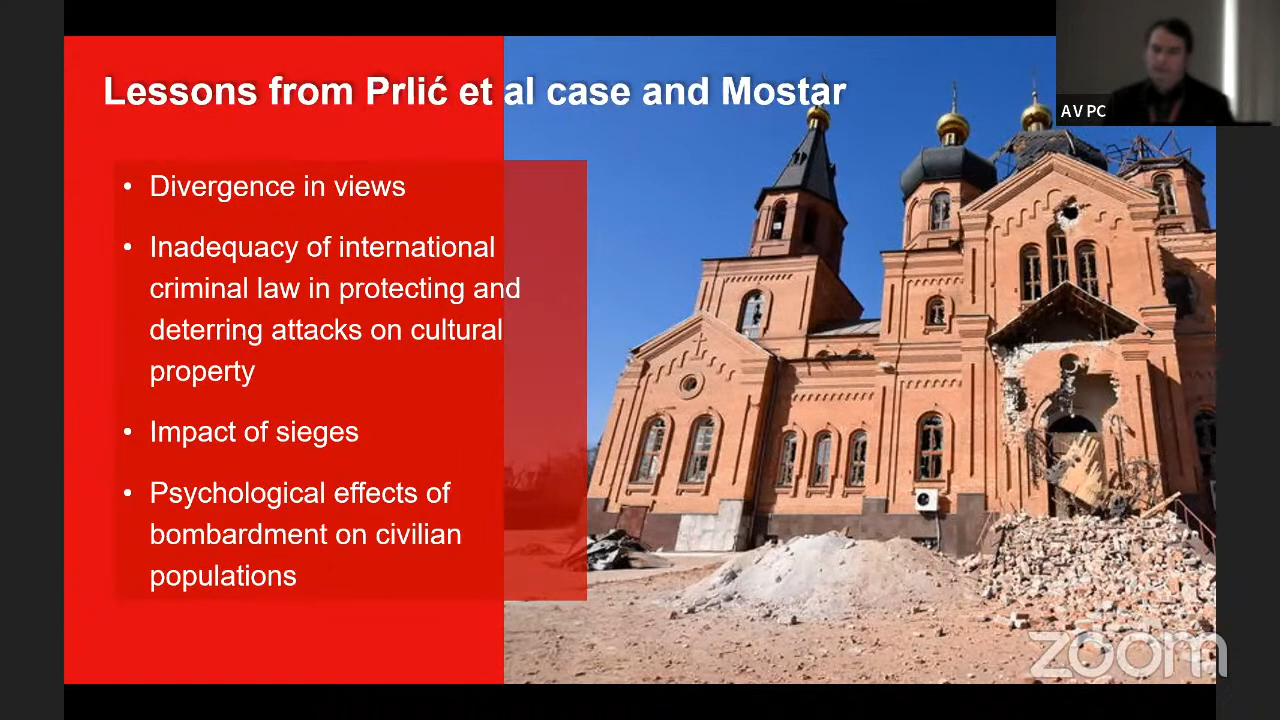 Lessons from Prlić et al case and Mostar
AV PC
• Divergence in views
• Inadequacy of international
criminal law in protecting and
deterring attacks on cultural
property
• Impact of sieges
• Psychological effects of
bombardment on civilian
populations
zoom